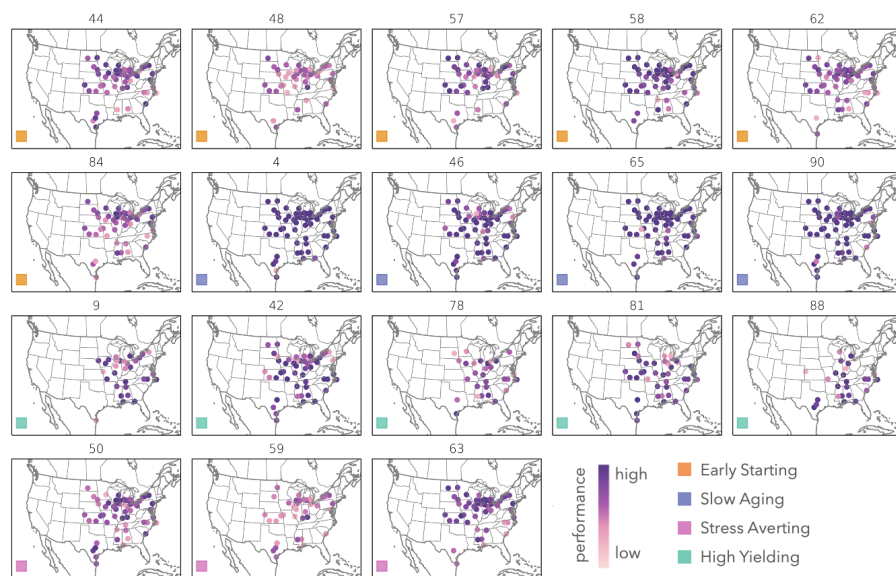 44 48 57 58 62
84 4 46 65 90
9 42 78 81 88
50 59 63
performance
high
low
Early Starting
Slow Aging
Stress Averting
High Yielding